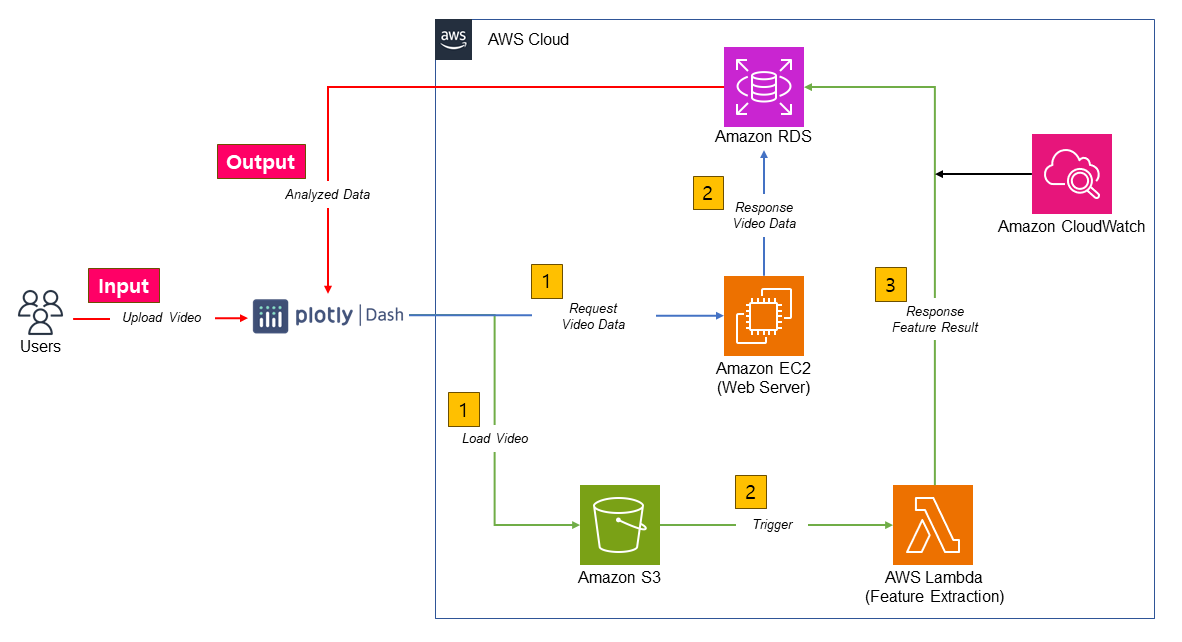 aws
AWS Cloud
Amazon RDS
Output
Analyzed Data
2
Response
Video Data
Amazon CloudWatch
Input
Upload Video
Users
plotly | Dash
1
Request
Video Data
3
Response
Feature Result
Amazon EC2
(Web Server)
1
Load Video
2
Trigger
Amazon S3
AWS Lambda
(Feature Extraction)